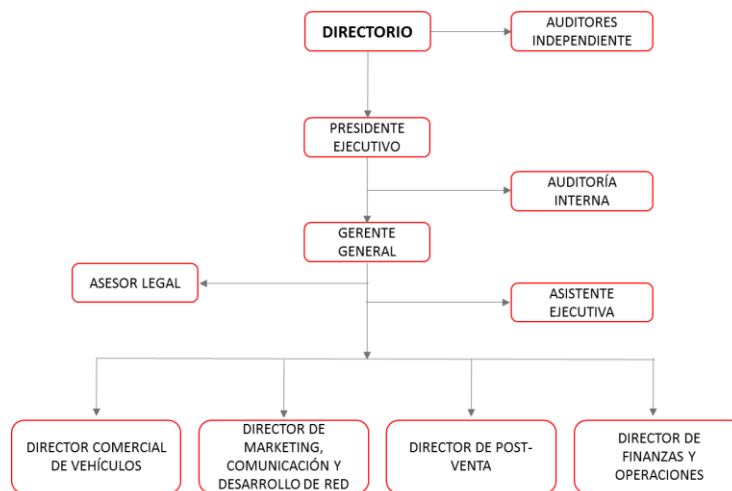 DIRECTORIO
AUDITORES
INDEPENDIENTE
PRESIDENTE
EJECUTIVO
AUDITORÍA
INTERNA
GERENTE
GENERAL
ASESOR LEGAL
ASISTENTE
EJECUTIVA
DIRECTOR COMERCIAL
DE VEHÍCULOS
DIRECTOR DE
MARKETING,
COMUNICACIÓN Y
DESARROLLO DE RED
DIRECTOR DE POST-
VENTA
DIRECTOR DE
FINANZAS Y
OPERACIONES